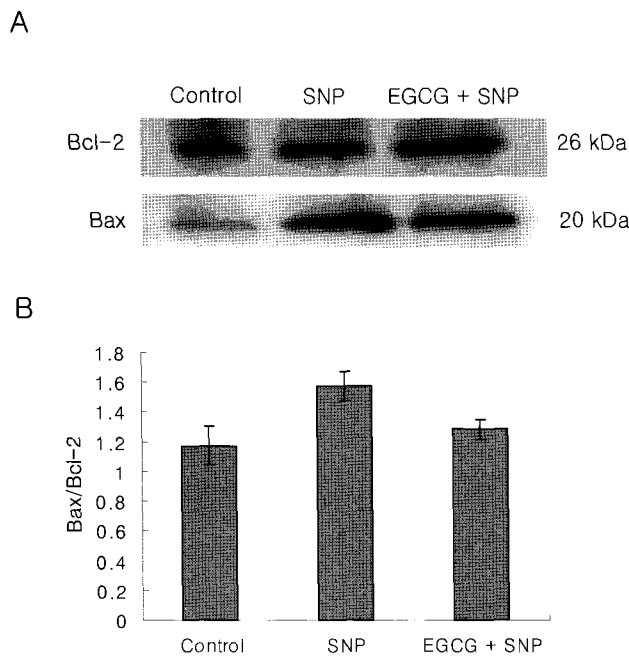 A
Control SNP EGCG + SNP
Bcl-2 26 kDa
Bax 20 kDa
B
Bax/Bcl-2
1.8
1.6
1.4
1.2
1
0.8
0.6
0.4
0.2
0
Control SNP EGCG + SNP